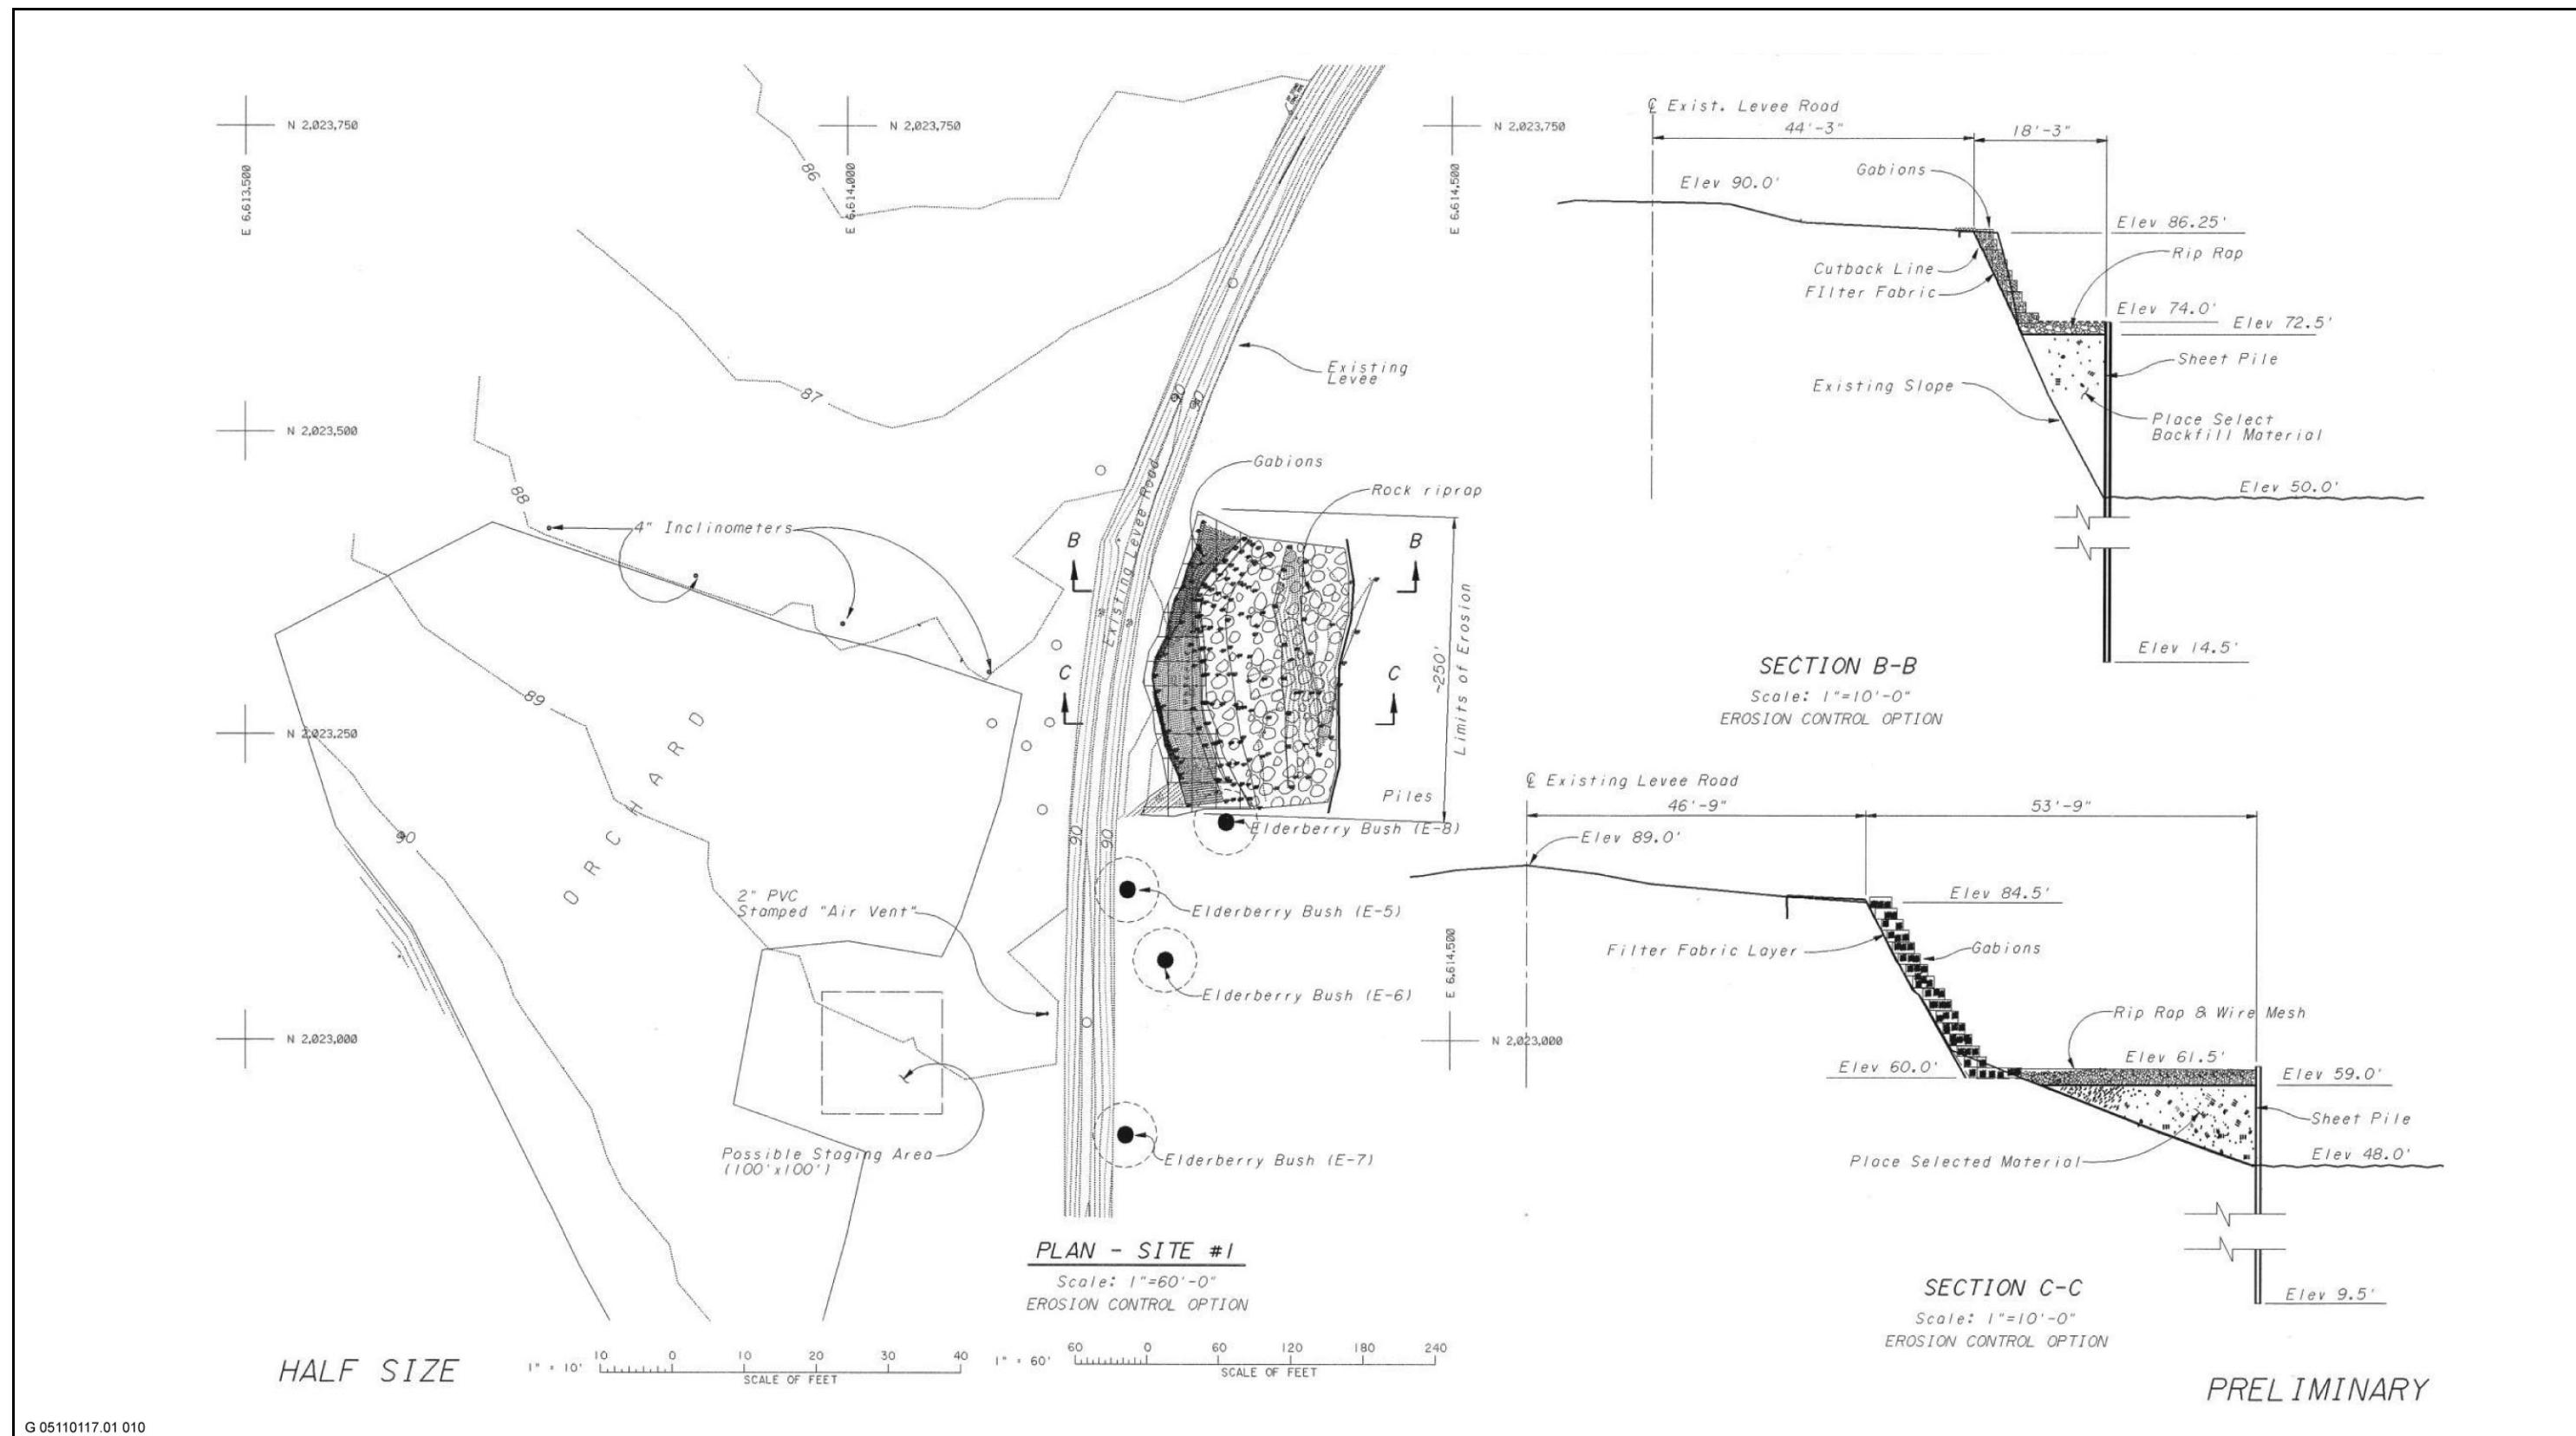 N 2,023,750
N 2,023,750
N 2,023,750
E 6,613,500
E 6,614,000
E 6,614,500
86
87
88
89
90
90
90
90
90
Existing
Levee
Existing Levee Road
Gabions
Rock riprap
N 2,023,500
4" Inclinometers
B
B
C
C
~250'
Limits of Erosion
N 2,023,250
ORCHARD
Piles
Elderberry Bush (E-8)
2" PVC
Stamped "Air Vent"
Elderberry Bush (E-5)
Elderberry Bush (E-6)
E 6,614,500
N 2,023,000
N 2,023,000
Possible Staging Area
(100'x100')
Elderberry Bush (E-7)
PLAN - SITE #1
Scale: 1"=60'-0"
EROSION CONTROL OPTION
℄ Exist. Levee Road
44'-3"
18'-3"
Gabions
Elev 90.0'
Elev 86.25'
Rip Rap
Cutback Line
FIlter Fabric
Elev 74.0'
Elev 72.5'
Sheet Pile
Existing Slope
Place Select
Backfill Material
Elev 50.0'
Elev 14.5'
SECTION B-B
Scale: 1"=10'-0"
EROSION CONTROL OPTION
℄ Existing Levee Road
46'-9"
53'-9"
Elev 89.0'
Elev 84.5'
Filter Fabric Layer
Gabions
Rip Rap & Wire Mesh
Elev 61.5'
Elev 60.0'
Elev 59.0'
Sheet Pile
Place Selected Material
Elev 48.0'
Elev 9.5'
SECTION C-C
Scale: 1"=10'-0"
EROSION CONTROL OPTION
HALF SIZE
1" = 10'
10 0 10 20 30 40
SCALE OF FEET
1" = 60'
60 0 60 120 180 240
SCALE OF FEET
PRELIMINARY
G 05110117.01 010